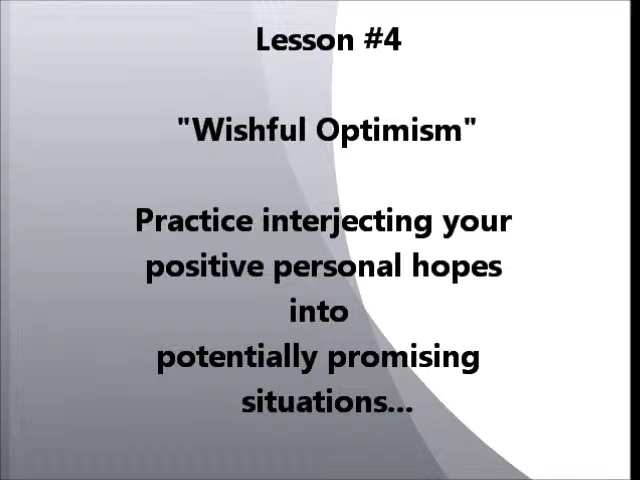 Lesson #4
"Wishful Optimism"
Practice interjecting your
positive personal hopes
into
potentially promising
situations...